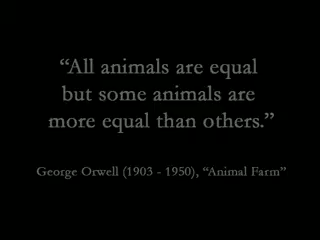 “All animals are equal
but some animals are
more equal than others.”
George Orwell (1903 - 1950), “Animal Farm”